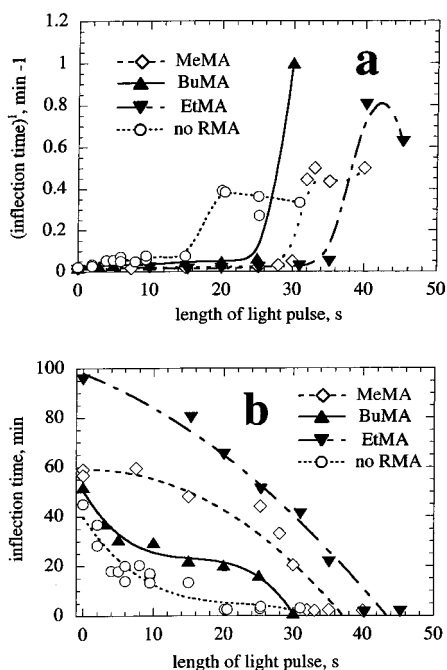 a
MeMA
BuMA
EtMA
no RMA
(inflection time)¹, min -1
1.2
1
0.8
0.6
0.4
0.2
0
0 10 20 30 40 50
length of light pulse, s
b
MeMA
BuMA
EtMA
no RMA
inflection time, min
100
80
60
40
20
0
0 10 20 30 40 50
length of light pulse, s